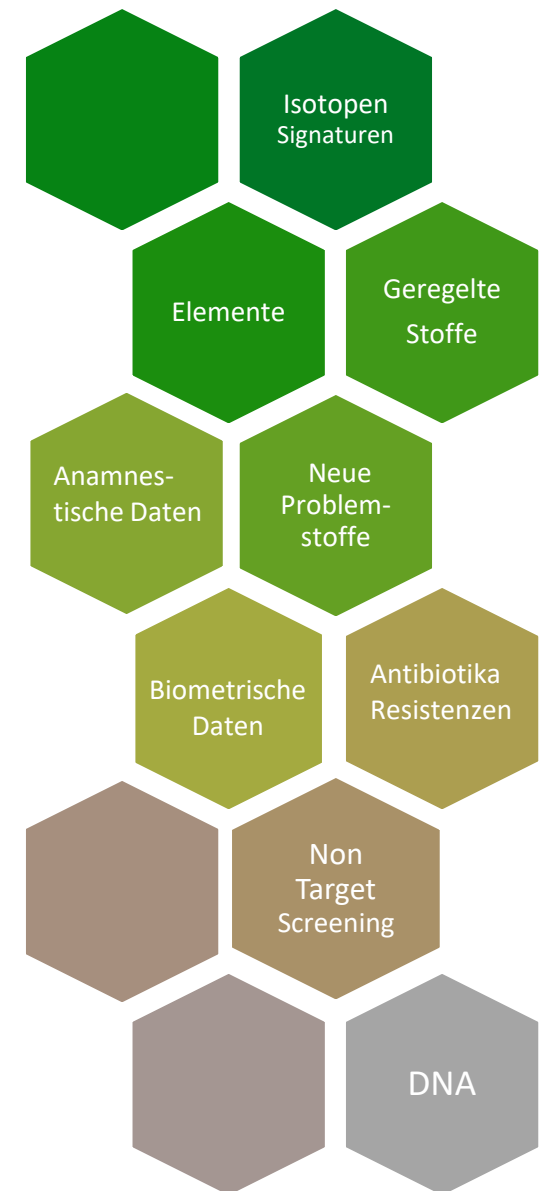 Isotopen
Signaturen
Elemente
Geregelte
Stoffe
Anamnes-
tische Daten
Neue
Problem-
stoffe
Biometrische
Daten
Antibiotika
Resistenzen
Non
Target
Screening
DNA